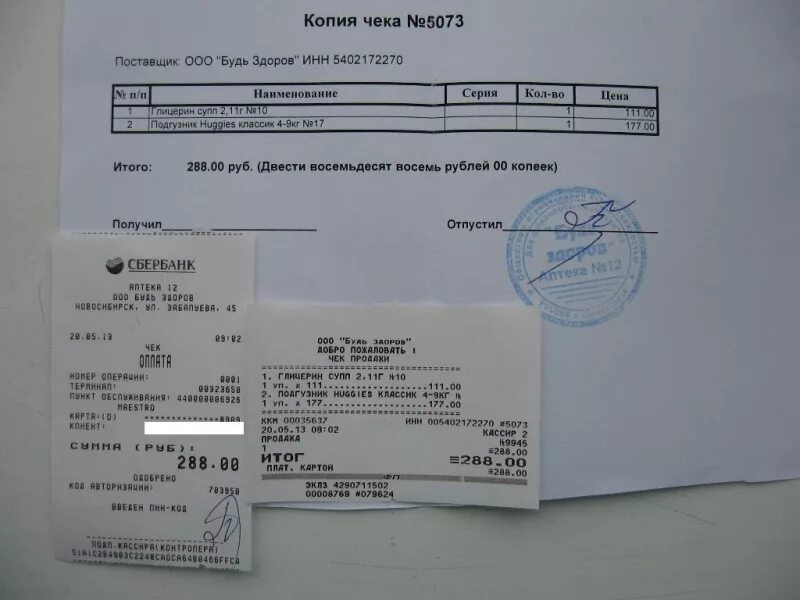 Копия чека №5073
Поставщик: ООО "Будь Здоров" ИНН 5402172270
№ п/п Наименование Серия Кол-во Цена
1 Глицерин супп 2,11г №10 1 111.00
2 Подгузник Huggies классик 4-9кг №17 1 177.00
Итого: 288.00 руб. (Двести восемьдесят восемь рублей 00 копеек)
Получил Отпустил
Будь
здоров"
Аптека №12
СБЕРБАНК
АПТЕКА 12
ООО БУДЬ ЗДОРОВ
НОВОСИБИРСК, УЛ. ЗАБАЛУЕВА, 45
20.05.13 09:02
ЧЕК
ОПЛАТА
НОМЕР ОПЕРАЦИИ: 0001
ТЕРМИНАЛ: 00323650
ПУНКТ ОБСЛУЖИВАНИЯ: 440000006926
MAESTRO
КАРТА:(D) ***************8909
КЛИЕНТ:
СУММА (РУБ):
288.00
ОДОБРЕНО
КОД АВТОРИЗАЦИИ: 703950
ВВЕДЕН ПИН-КОД
ПОДП.КАССИРА(КОНТРОЛЕРА)
ООО "Будь ЗДОРОВ"
ДОБРО ПОЖАЛОВАТЬ !
ЧЕК ПРОДАЖИ
1. ГЛИЦЕРИН СУПП 2.11Г №10
1 УП. X 111 111.00
2. ПОДГУЗНИК HUGGIES КЛАССИК 4-9КГ №
1 УП. X 177 177.00
ККМ 00035637 ИНН 005402172270 #5073
20.05.13 09:02 КАССИР 2
ПРОДАЖА №9945
1 ≡288.00
ИТОГ ≡288.00
ПЛАТ. КАРТОЙ ≡288.00
ФП
ЭКЛЗ 4290711502
00008769 #079624